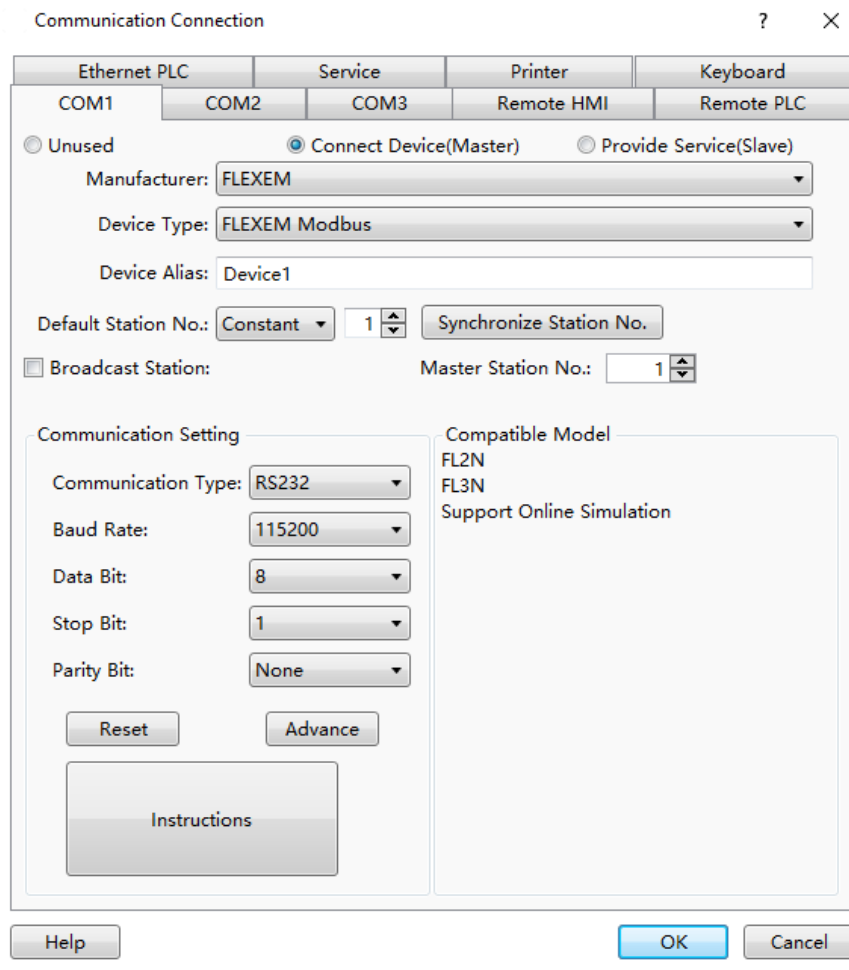 Communication Connection ? ×
Ethernet PLC Service Printer Keyboard
COM1 COM2 COM3 Remote HMI Remote PLC
Unused Connect Device(Master) Provide Service(Slave)
Manufacturer: FLEXEM
Device Type: FLEXEM Modbus
Device Alias: Device1
Default Station No.: Constant 1 Synchronize Station No.
Broadcast Station: Master Station No.: 1
Communication Setting
Communication Type: RS232
Baud Rate: 115200
Data Bit: 8
Stop Bit: 1
Parity Bit: None
Reset Advance
Instructions
Compatible Model
FL2N
FL3N
Support Online Simulation
Help OK Cancel